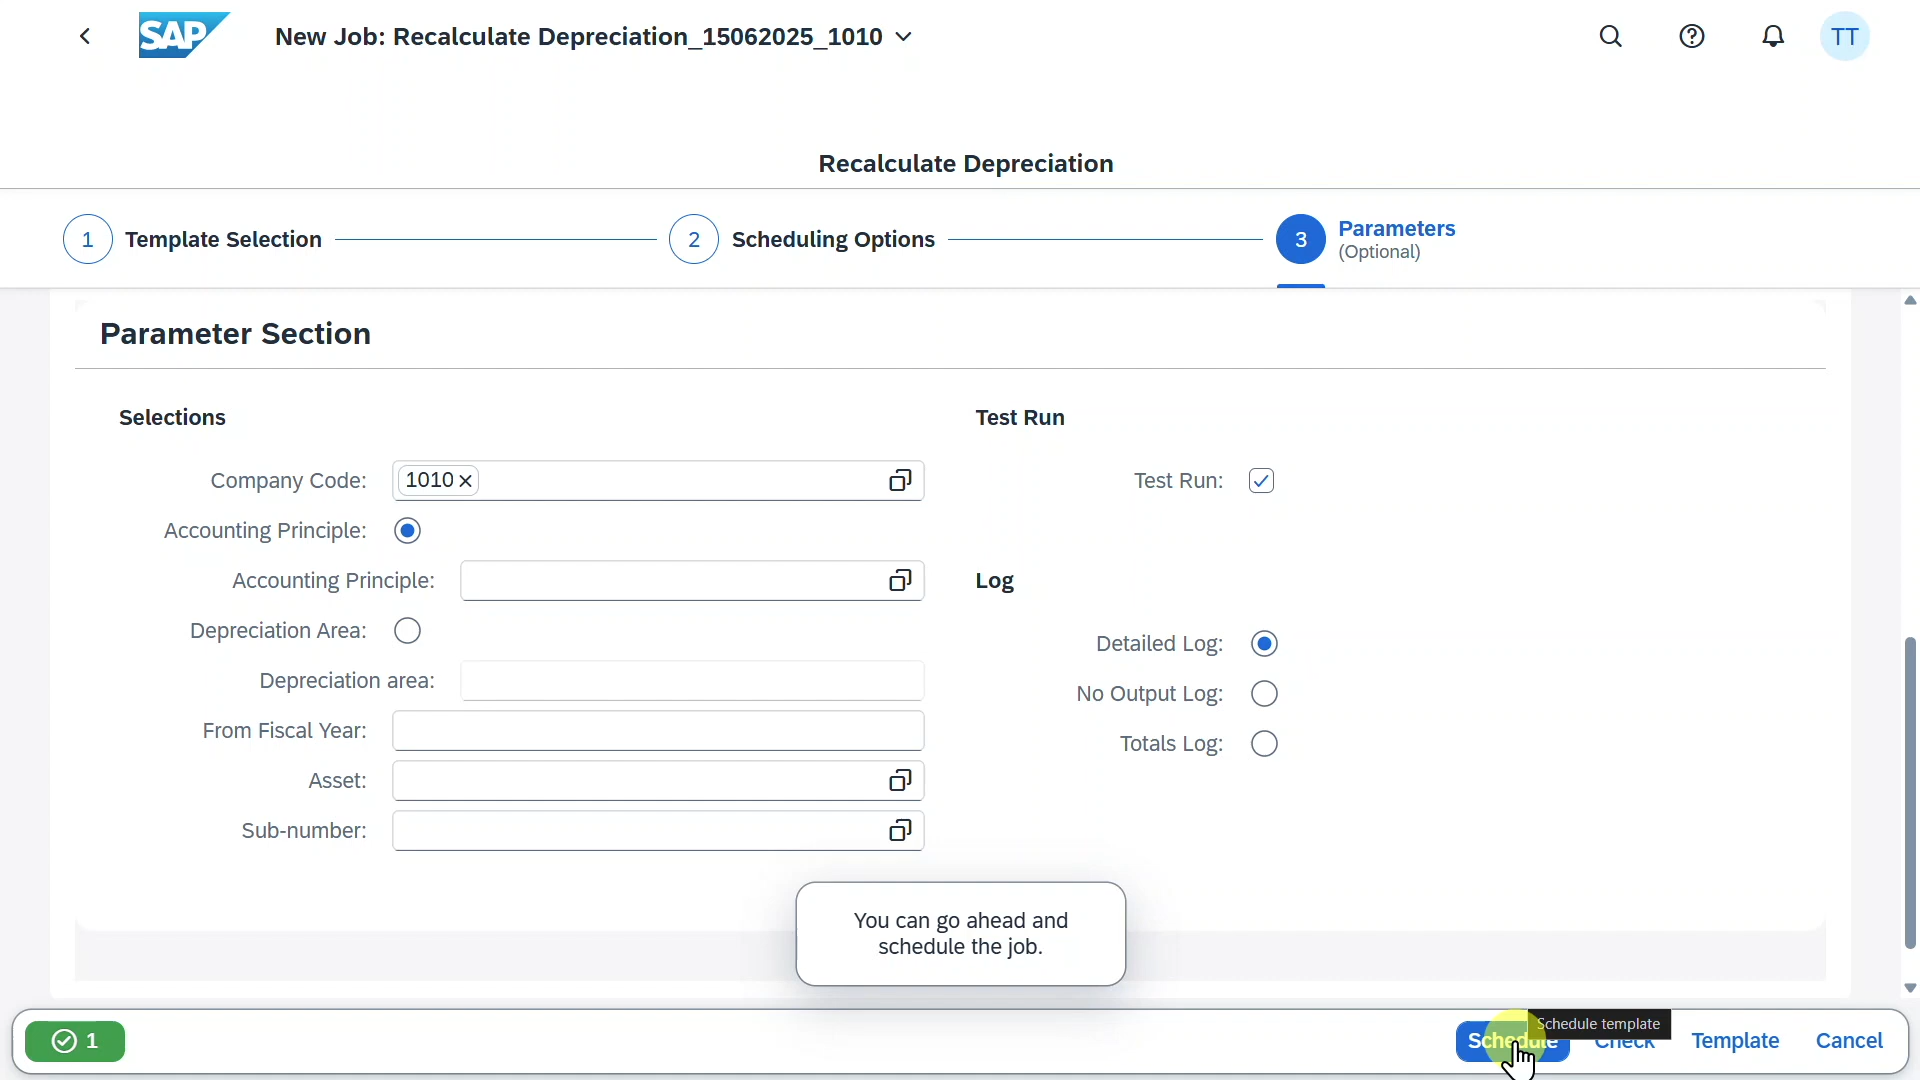 SAP
New Job: Recalculate Depreciation_15062025_1010
TT
Recalculate Depreciation
1 Template Selection
2 Scheduling Options
3 Parameters
(Optional)
Parameter Section
Selections
Company Code: 1010
Accounting Principle:
Accounting Principle:
Depreciation Area:
Depreciation area:
From Fiscal Year:
Asset:
Sub-number:
Test Run
Test Run:
Log
Detailed Log:
No Output Log:
Totals Log:
You can go ahead and
schedule the job.
1
Schedule template
Schedule Check Template Cancel